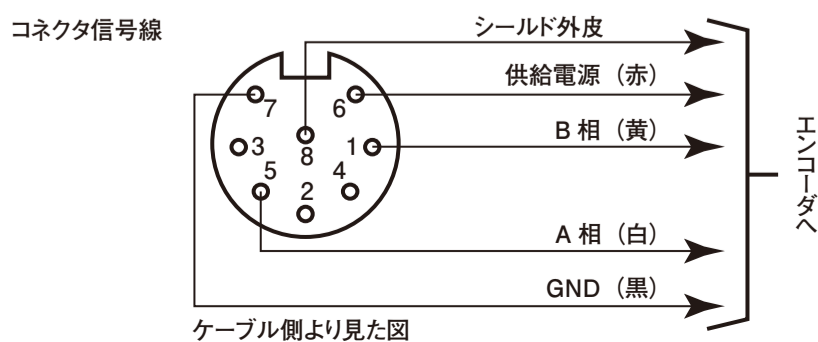 コネクタ信号線
シールド外皮
供給電源（赤）
B 相（黄）
7
6
3
8
1
5
4
2
A 相（白）
GND（黒）
エンコーダへ
ケーブル側より見た図